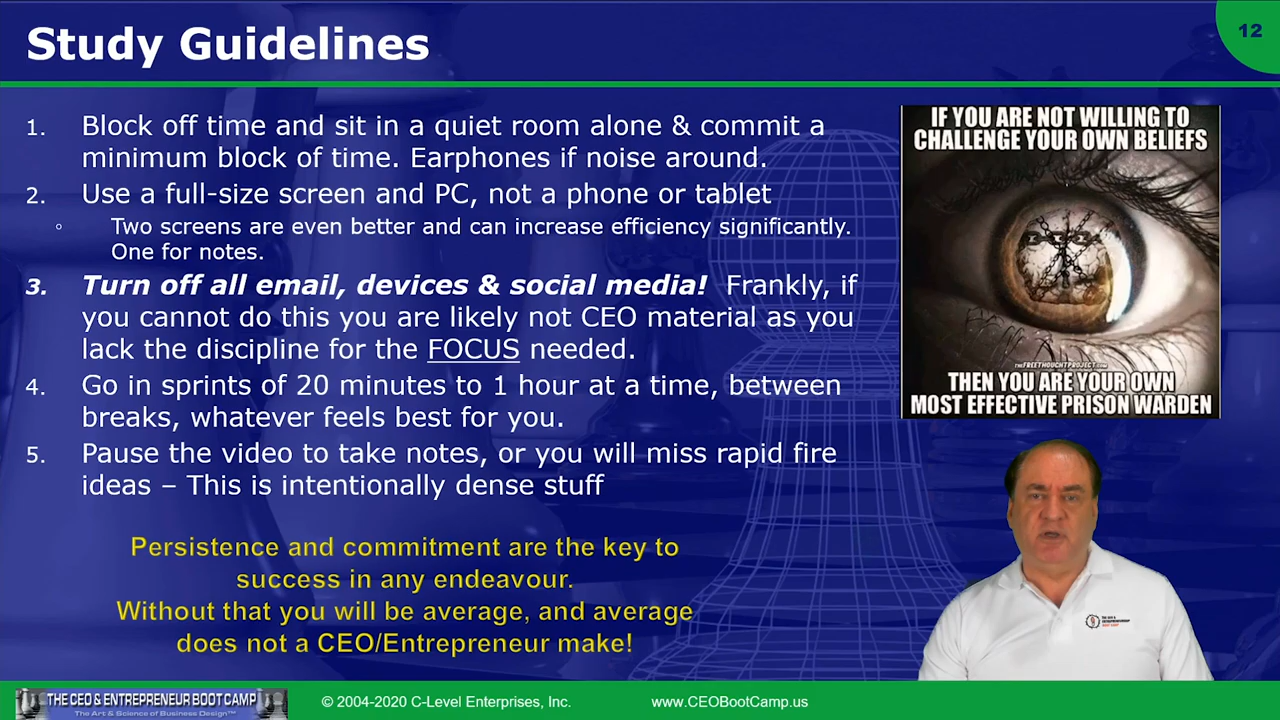 Study Guidelines
12
1. Block off time and sit in a quiet room alone & commit a
minimum block of time. Earphones if noise around.
2. Use a full-size screen and PC, not a phone or tablet
◦ Two screens are even better and can increase efficiency significantly.
One for notes.
3. Turn off all email, devices & social media! Frankly, if
you cannot do this you are likely not CEO material as you
lack the discipline for the FOCUS needed.
4. Go in sprints of 20 minutes to 1 hour at a time, between
breaks, whatever feels best for you.
5. Pause the video to take notes, or you will miss rapid fire
ideas – This is intentionally dense stuff
Persistence and commitment are the key to
success in any endeavour.
Without that you will be average, and average
does not a CEO/Entrepreneur make!
IF YOU ARE NOT WILLING TO
CHALLENGE YOUR OWN BELIEFS
THEFREETHOUGHTPROJECT.COM
THEN YOU ARE YOUR OWN
MOST EFFECTIVE PRISON WARDEN
THE CEO & ENTREPRENEUR BOOT CAMP
The Art & Science of Business Design™
© 2004-2020 C-Level Enterprises, Inc.
www.CEOBootCamp.us